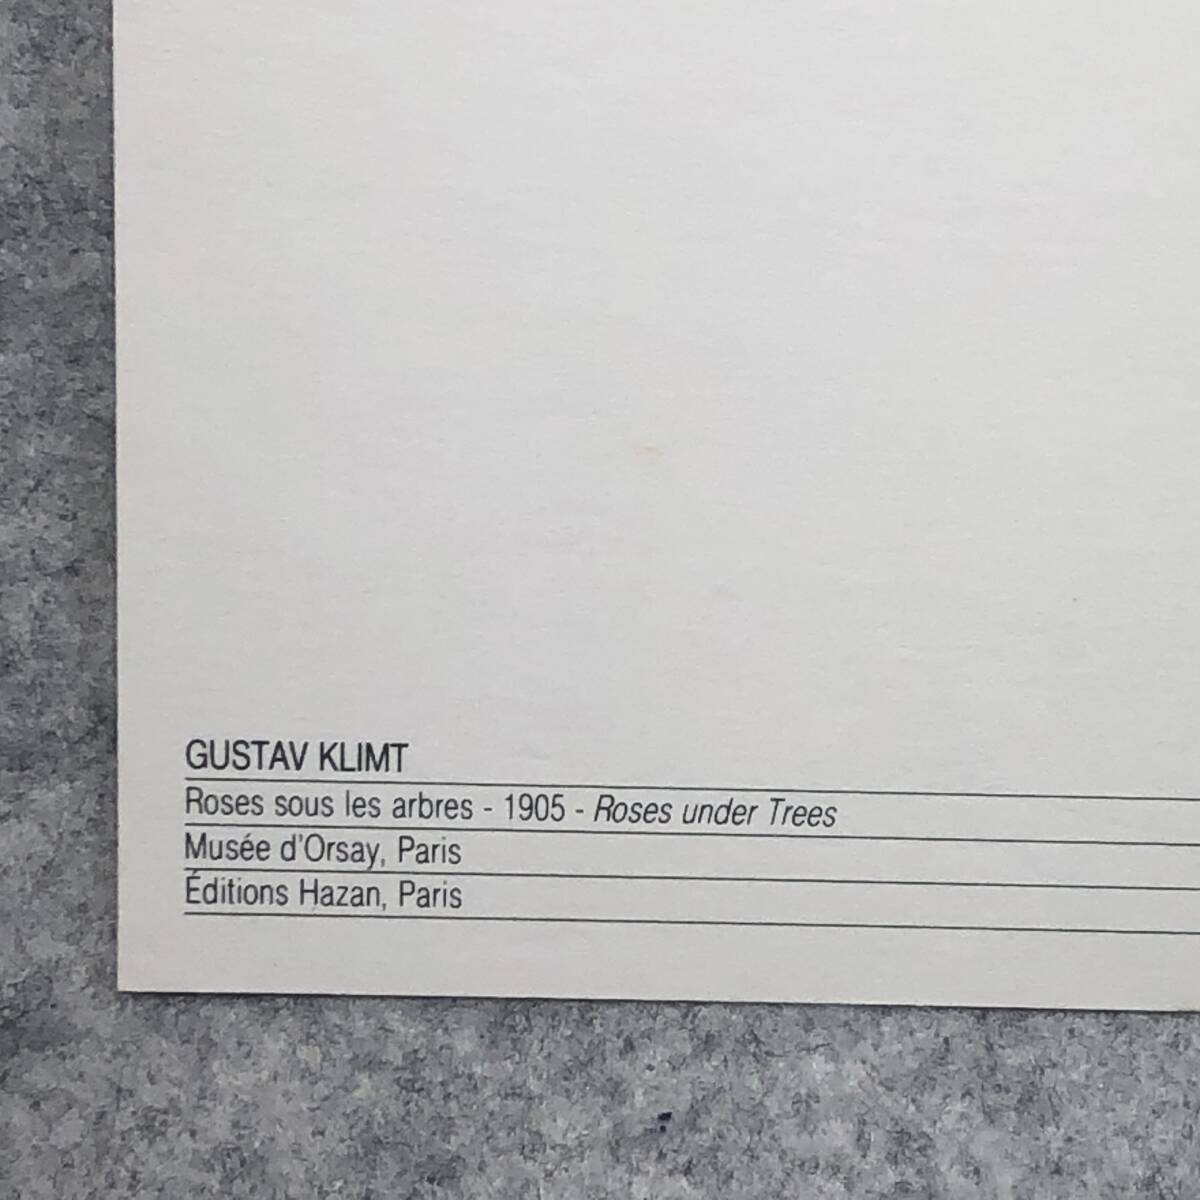 GUSTAV KLIMT
Roses sous les arbres - 1905 - Roses under Trees
Musée d'Orsay, Paris
Éditions Hazan, Paris